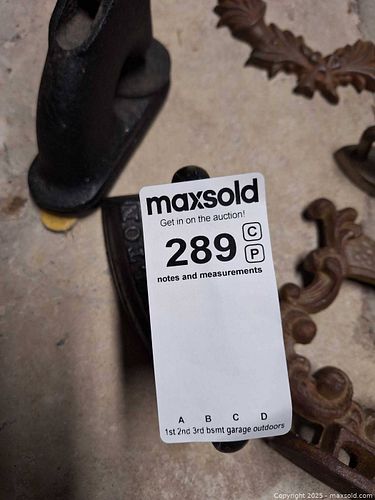 maxsold
Get in on the auction!
289 C
P
notes and measurements
A B C D
1st 2nd 3rd bsmt garage outdoors
Copyright 2025 - maxsold.com